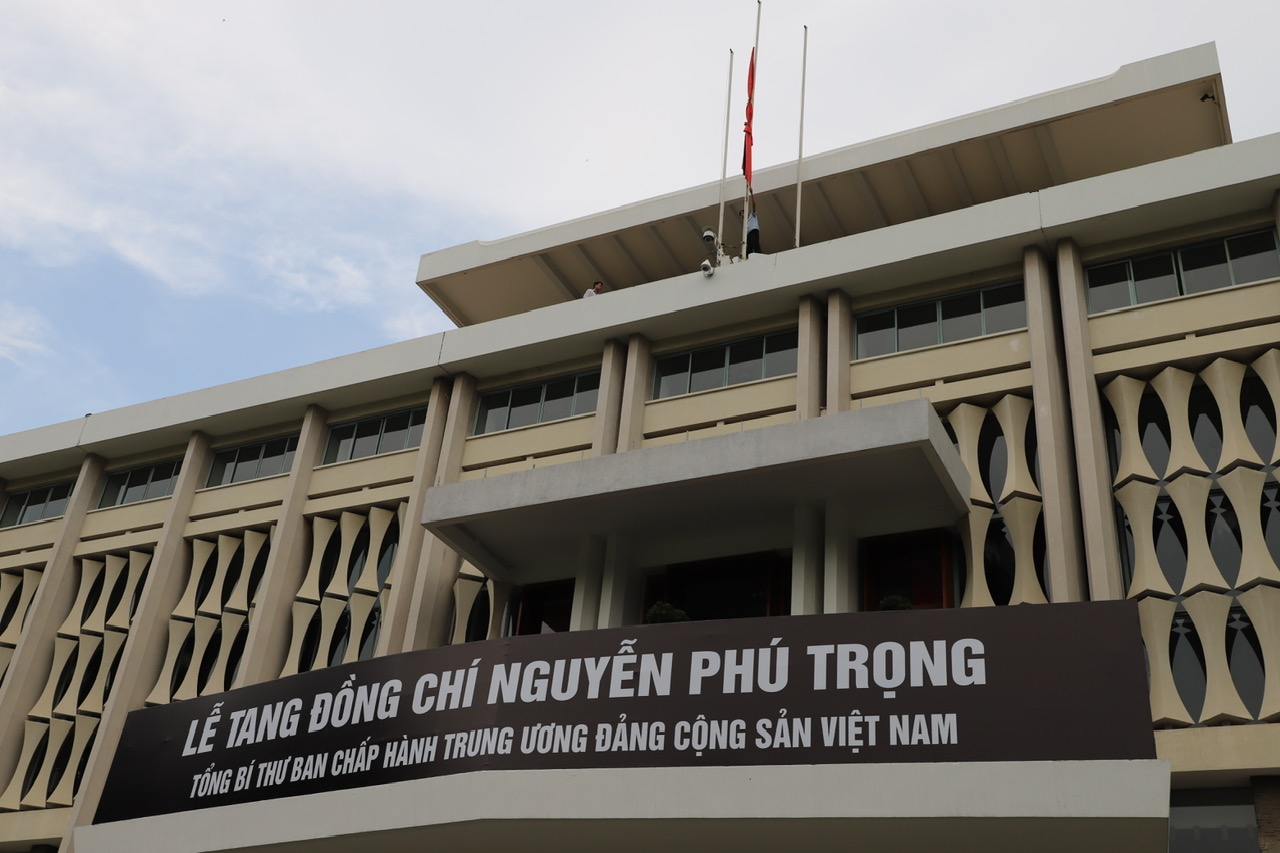 LỄ TANG ĐỒNG CHÍ NGUYỄN PHÚ TRỌNG
TỔNG BÍ THƯ BAN CHẤP HÀNH TRUNG ƯƠNG ĐẢNG CỘNG SẢN VIỆT NAM